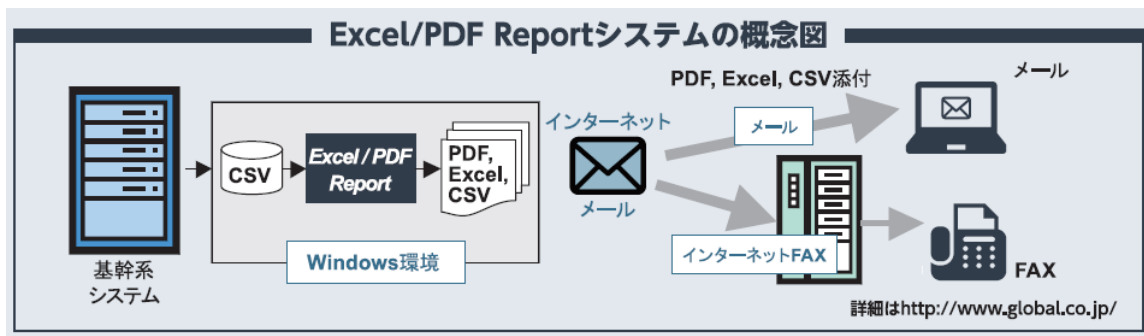 Excel/PDF Reportシステムの概念図
基幹系
システム
CSV
Excel / PDF
Report
PDF,
Excel,
CSV
Windows環境
インターネット
メール
PDF, Excel, CSV添付
メール
メール
インターネットFAX
FAX
詳細はhttp://www.global.co.jp/